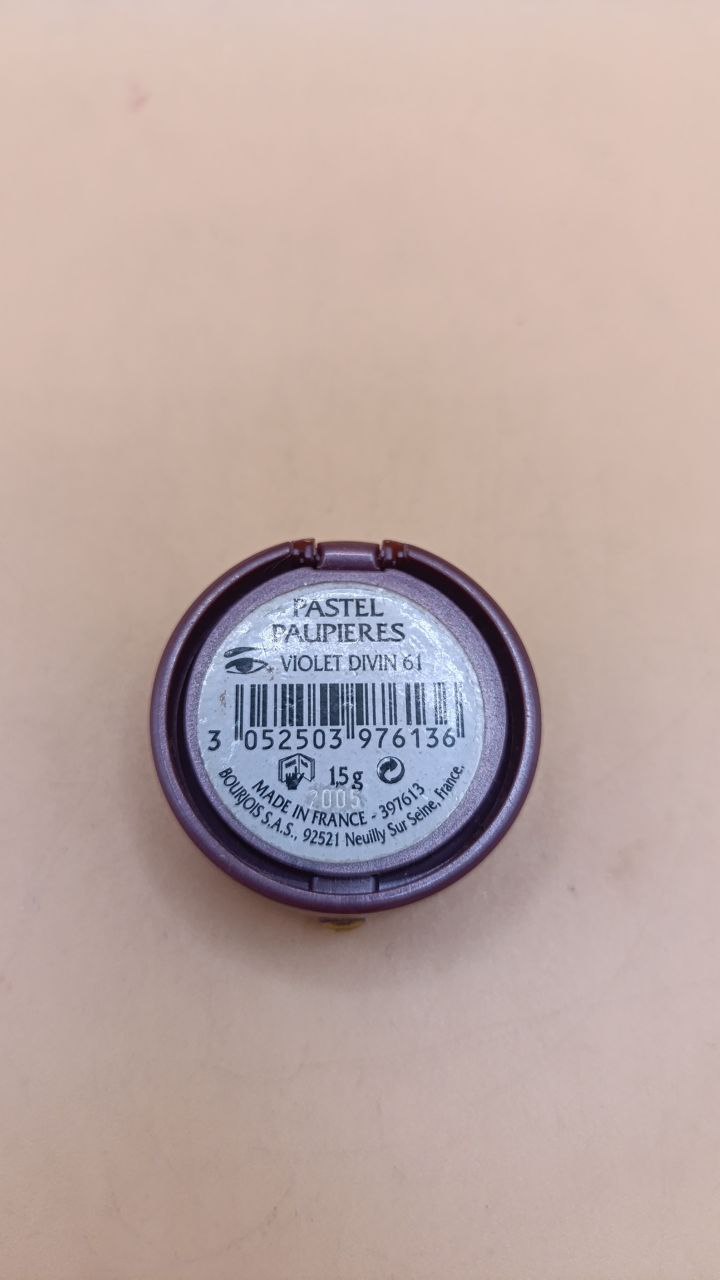 PASTEL
PAUPIERES
VIOLET DIVIN 61
3 052503 976136
1,5 g
2005
MADE IN FRANCE - 397613
BOURJOIS S.A.S., 92521 Neuilly Sur Seine, France.